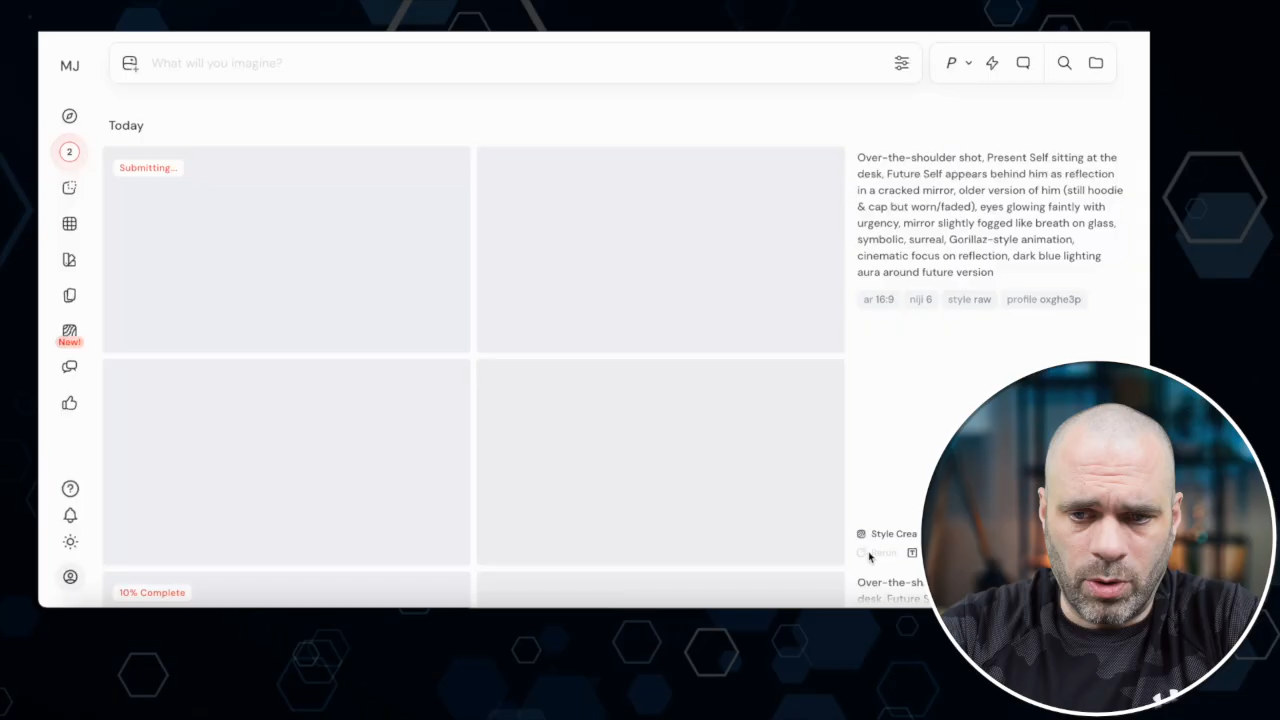 MJ
What will you imagine?
P
Today
2
Submitting...
Over-the-shoulder shot, Present Self sitting at the
desk, Future Self appears behind him as reflection
in a cracked mirror, older version of him (still hoodie
& cap but worn/faded), eyes glowing faintly with
urgency, mirror slightly fogged like breath on glass,
symbolic, surreal, Gorillaz-style animation,
cinematic focus on reflection, dark blue lighting
aura around future version
ar 16:9 niji 6 style raw profile oxghe3p
New!
Style Crea
Rerun
10% Complete
Over-the-sh
desk, Future S